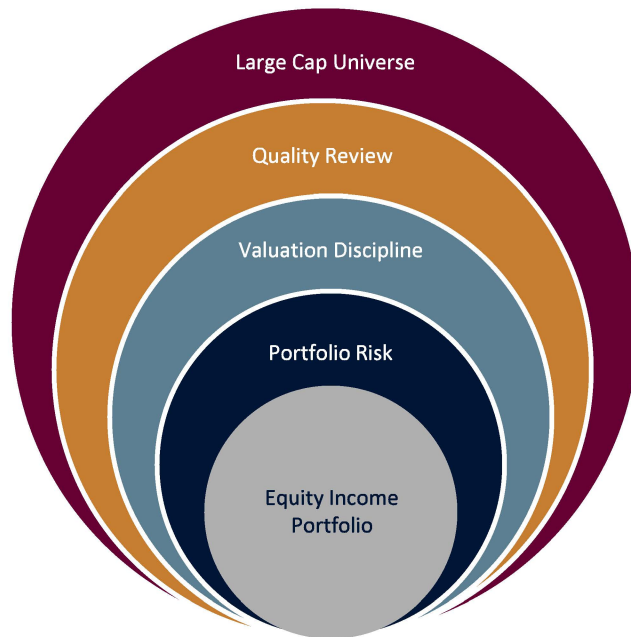 Large Cap Universe
Quality Review
Valuation Discipline
Portfolio Risk
Equity Income
Portfolio